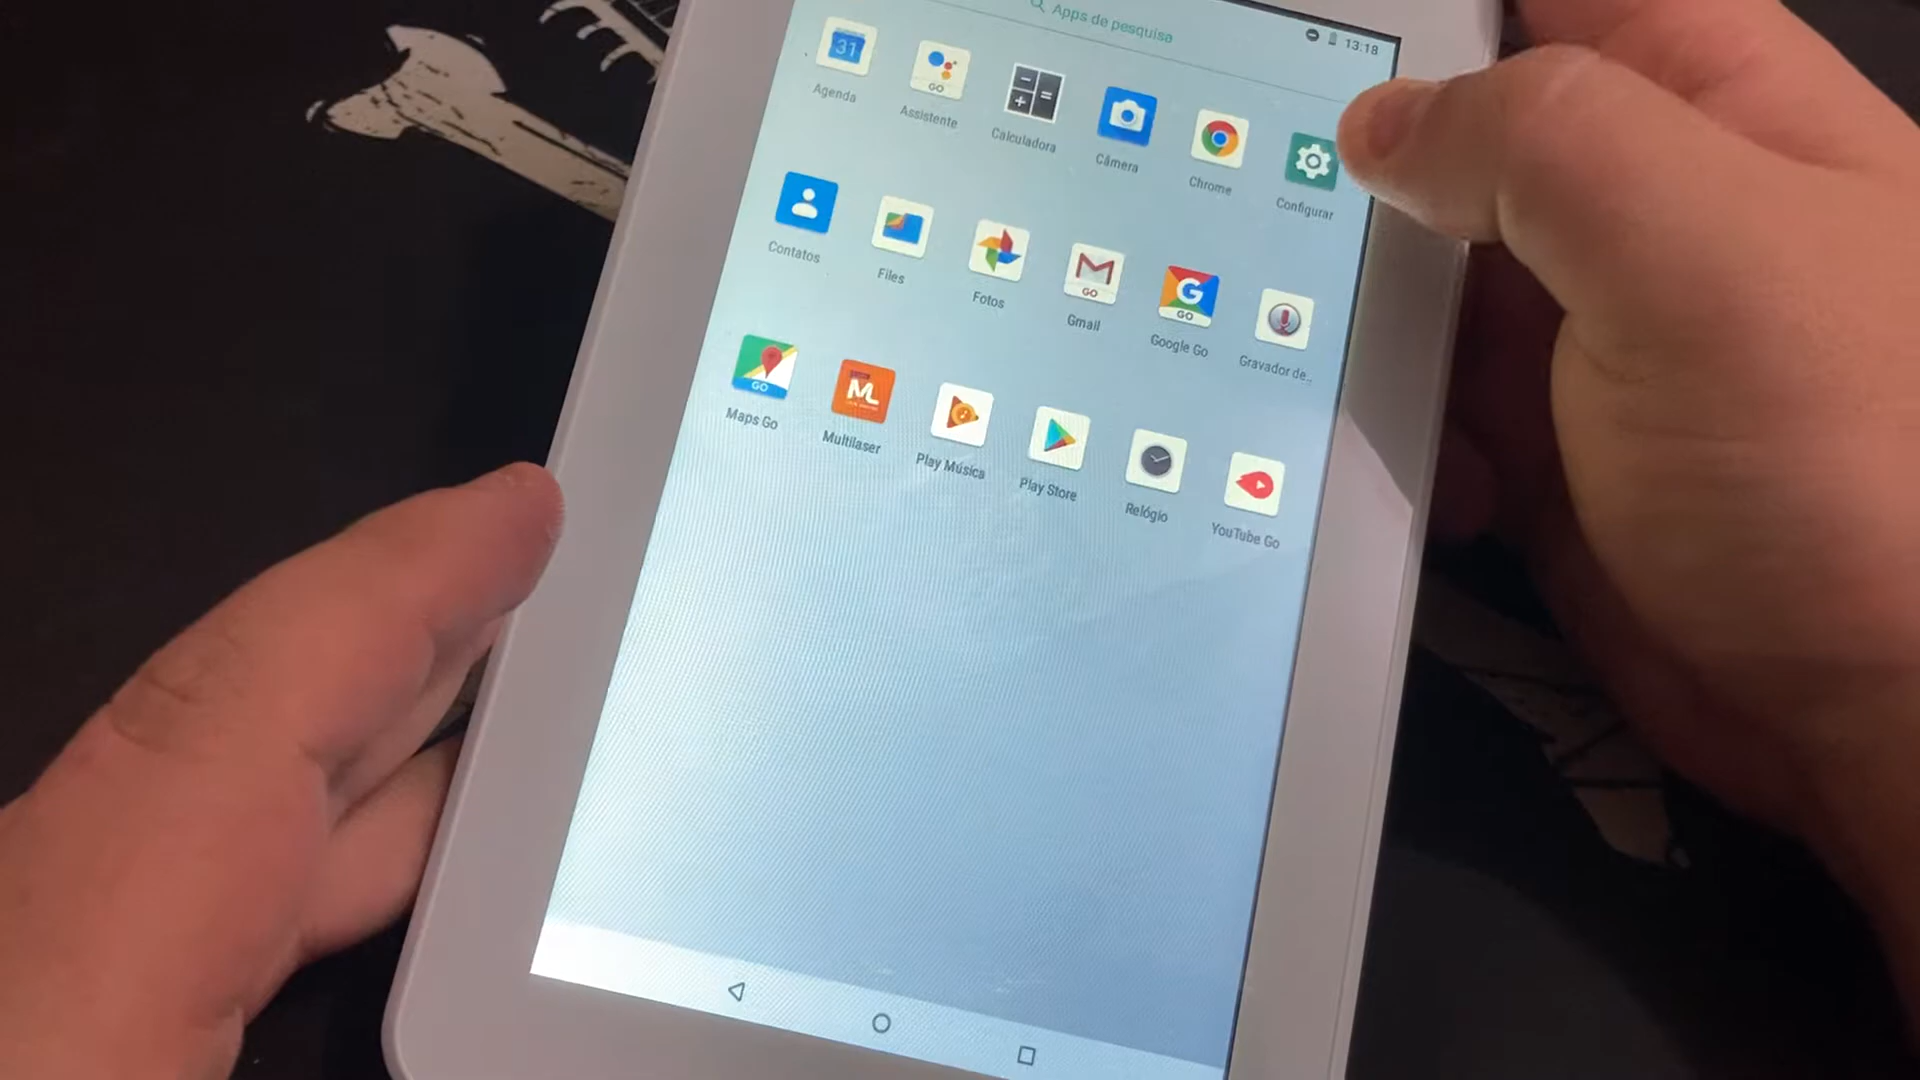 Apps de pesquisa
13:18
31
Agenda
GO
Assistente
Calculadora
Câmera
Chrome
Configurar
Contatos
Files
Fotos
GO
Gmail
G
GO
Google Go
Gravador de..
GO
Maps Go
ML
Multilaser
Play Música
Play Store
Relógio
YouTube Go